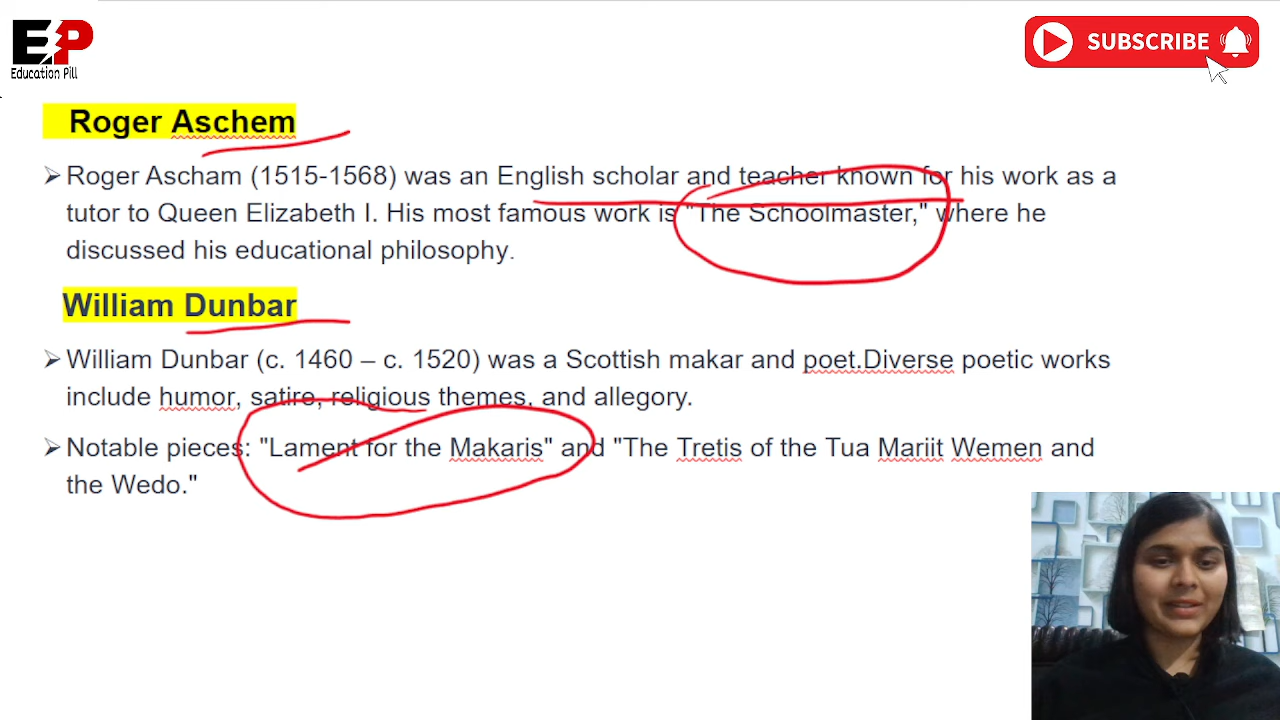 EP
Education Pill
SUBSCRIBE
Roger Aschem
Roger Ascham (1515-1568) was an English scholar and teacher known for his work as a
tutor to Queen Elizabeth I. His most famous work is "The Schoolmaster," where he
discussed his educational philosophy.
William Dunbar
William Dunbar (c. 1460 – c. 1520) was a Scottish makar and poet.Diverse poetic works
include humor, satire, religious themes, and allegory.
Notable pieces: "Lament for the Makaris" and "The Tretis of the Tua Mariit Wemen and
the Wedo."